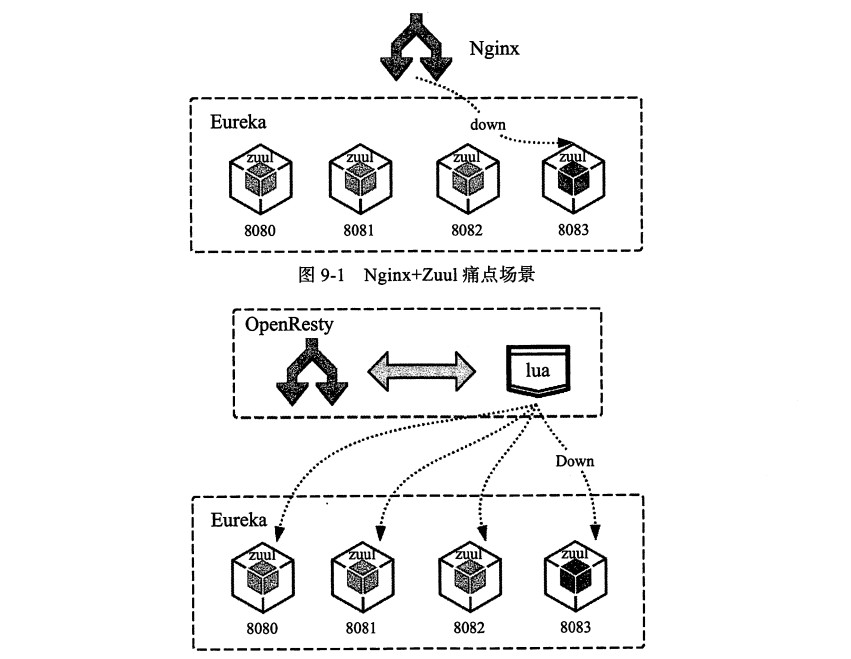 Nginx
Eureka
down
zuul zuul zuul zuul
8080 8081 8082 8083
图 9-1 Nginx+Zuul 痛点场景
OpenResty
lua
Down
Eureka
zuul zuul zuul zuul
8080 8081 8082 8083